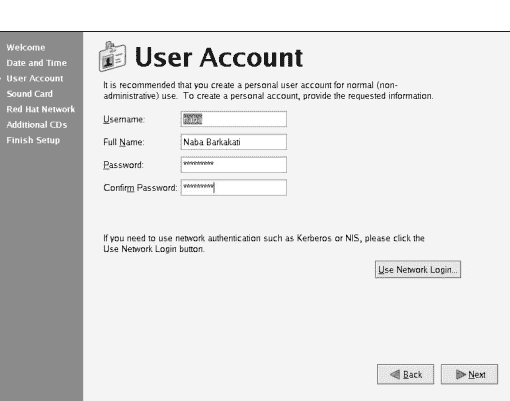 Welcome
Date and Time
User Account
Sound Card
Red Hat Network
Additional CDs
Finish Setup
User Account
It is recommended that you create a personal user account for normal (non-
administrative) use. To create a personal account, provide the requested information.
Username: naba
Full Name: Naba Barkakati
Password: *********
Confirm Password: *********
If you need to use network authentication such as Kerberos or NIS, please click the
Use Network Login button.
Use Network Login...
Back
Next